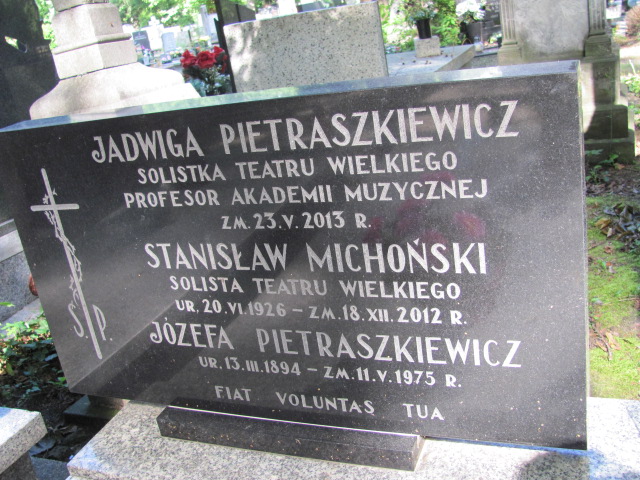 JADWIGA PIETRASZKIEWICZ
SOLISTKA TEATRU WIELKIEGO
PROFESOR AKADEMII MUZYCZNEJ
ZM. 23.V. 2013 R.
STANISŁAW MICHOŃSKI
SOLISTA TEATRU WIELKIEGO
UR. 20.VI.1926 – ZM. 18.XII. 2012 R.
JÓZEFA PIETRASZKIEWICZ
UR. 13.III.1894 – ZM. 11.V. 1975 R.
FIAT VOLUNTAS TUA
Ś P.